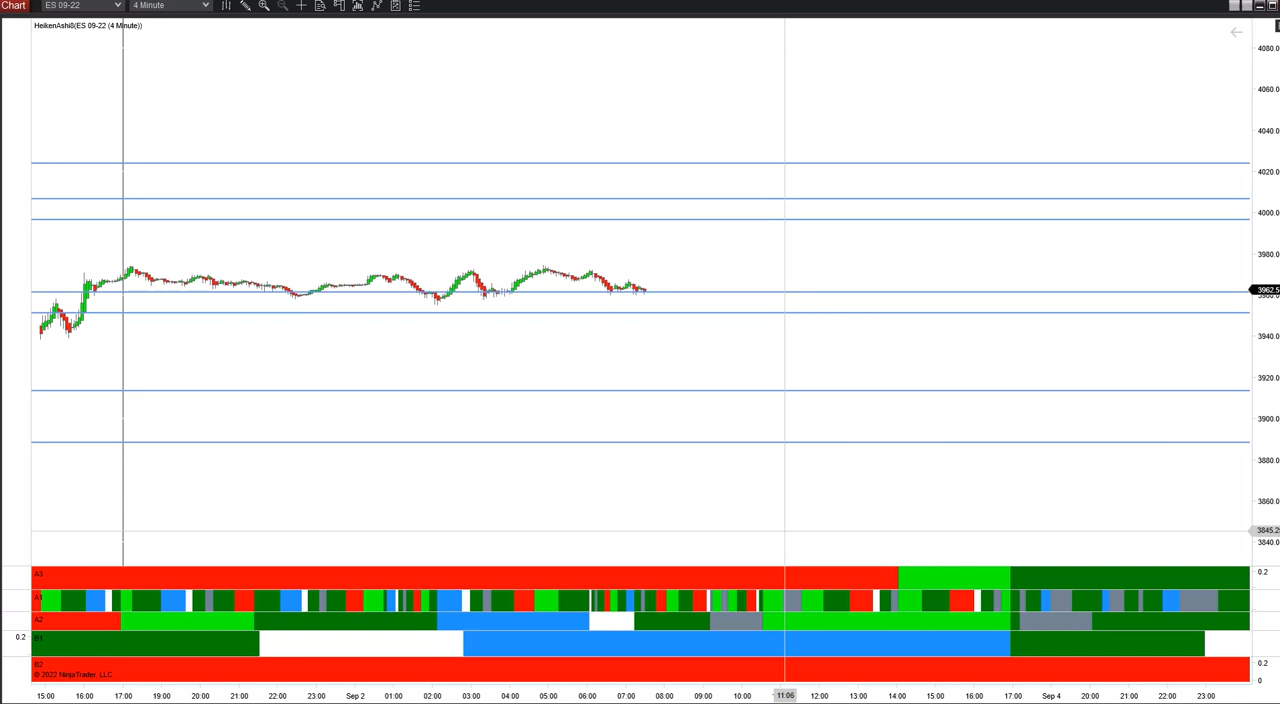 Chart ES 09-22 4 Minute
HeikenAshi8(ES 09-22 (4 Minute))
4080.0
4060.0
4040.0
4020.0
4000.0
3980.0
3962.5
3960.0
3940.0
3920.0
3900.0
3880.0
3860.0
3845.2
3840.0
A3 0.2
A1
A2
0.2 B1
B2 0.2
© 2022 NinjaTrader, LLC 0
15:00 16:00 17:00 19:00 20:00 21:00 22:00 23:00 Sep 2 01:00 02:00 03:00 04:00 05:00 06:00 07:00 08:00 09:00 10:00 11:06 12:00 13:00 14:00 15:00 16:00 17:00 Sep 4 20:00 21:00 22:00 23:00